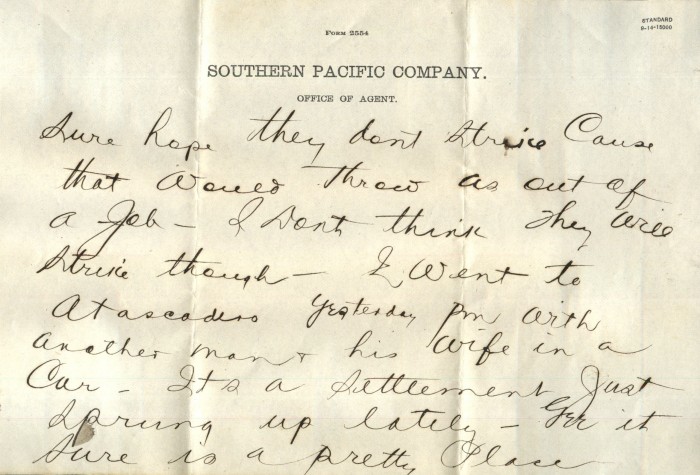 Form 2554
STANDARD
6-14-15000
SOUTHERN PACIFIC COMPANY.
OFFICE OF AGENT.
Sure hope they dont Strike Cause
that Would Throw us out of
a Job – I Dont think They Will
Strike though – I Went to
Atascadero Yesterday Pm With
another man & his Wife in a
Car – Its a Settlement Just
Sprung up lately – Gee it
Sure is a pretty Place